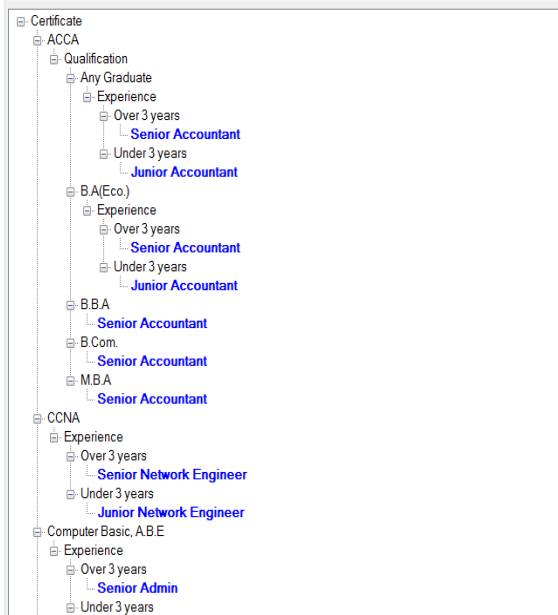 Certificate
ACCA
Qualification
Any Graduate
Experience
Over 3 years
Senior Accountant
Under 3 years
Junior Accountant
B.A(Eco.)
Experience
Over 3 years
Senior Accountant
Under 3 years
Junior Accountant
B.B.A
Senior Accountant
B.Com.
Senior Accountant
M.B.A
Senior Accountant
CCNA
Experience
Over 3 years
Senior Network Engineer
Under 3 years
Junior Network Engineer
Computer Basic, A.B.E
Experience
Over 3 years
Senior Admin
Under 3 years